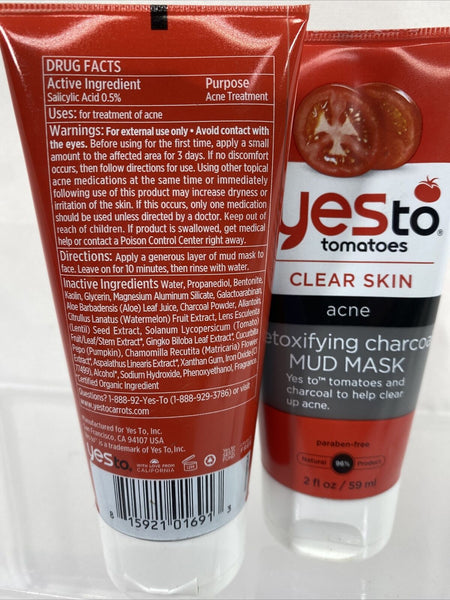 DRUG FACTS
Active Ingredient Purpose
Salicylic Acid 0.5% Acne Treatment
Uses: for treatment of acne
Warnings: For external use only • Avoid contact with
the eyes. Before using for the first time, apply a small
amount to the affected area for 3 days. If no discomfort
occurs, then follow directions for use. Using other topical
acne medications at the same time or immediately
following use of this product may increase dryness or
irritation of the skin. If this occurs, only one medication
should be used unless directed by a doctor. Keep out of
reach of children. If product is swallowed, get medical
help or contact a Poison Control Center right away.
Directions: Apply a generous layer of mud mask to
face. Leave on for 10 minutes, then rinse with water.
Inactive Ingredients Water, Propanediol, Bentonite,
Kaolin, Glycerin, Magnesium Aluminum Silicate, Galactoarabinan,
Aloe Barbadensis (Aloe) Leaf Juice, Charcoal Powder, Allantoin,
Citrullus Lanatus (Watermelon) Fruit Extract, Lens Esculenta
(Lentil) Seed Extract, Solanum Lycopersicum (Tomato)
Fruit/Leaf/Stem Extract*, Ginkgo Biloba Leaf Extract*, Cucurbita
Pepo (Pumpkin), Chamomilla Recutita (Matricaria) Flower
Extract*, Aspalathus Linearis Extract*, Xanthan Gum, Iron Oxide (CI
77499), Alcohol*, Sodium Hydroxide, Phenoxyethanol, Fragrance
*Certified Organic Ingredient
Questions? 1-888-92-Yes-To (1-888-929-3786) or visit
www.yestocarrots.com
Manufactured for Yes To, Inc.
San Francisco, CA 94107 USA
Yes to™ is a trademark of Yes To, Inc.
yesto.
WITH LOVE FROM
CALIFORNIA
8 15921 01691 3
yesto®
tomatoes
CLEAR SKIN
acne
detoxifying charcoal
MUD MASK
Yes to™ tomatoes and
charcoal to help clear
up acne.
paraben-free
Natural 96% Product
2 fl oz / 59 ml